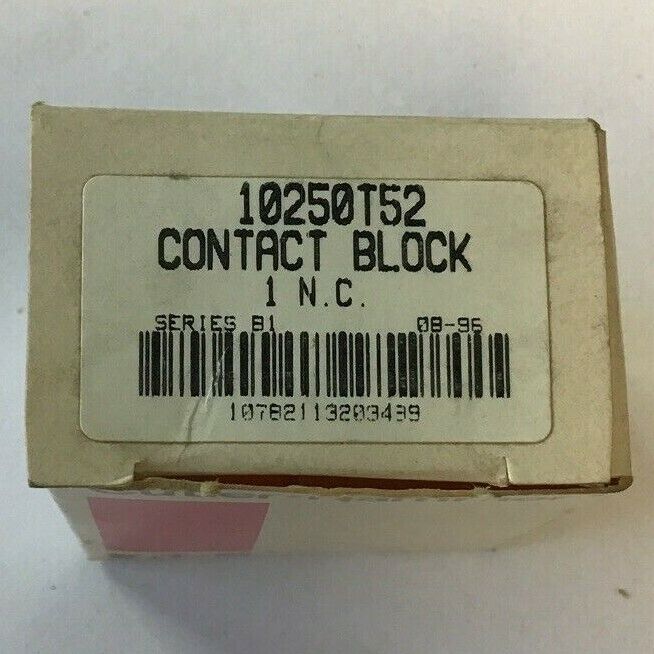 10250T52
CONTACT BLOCK
1 N.C.
SERIES B1 08-96
10782113203439